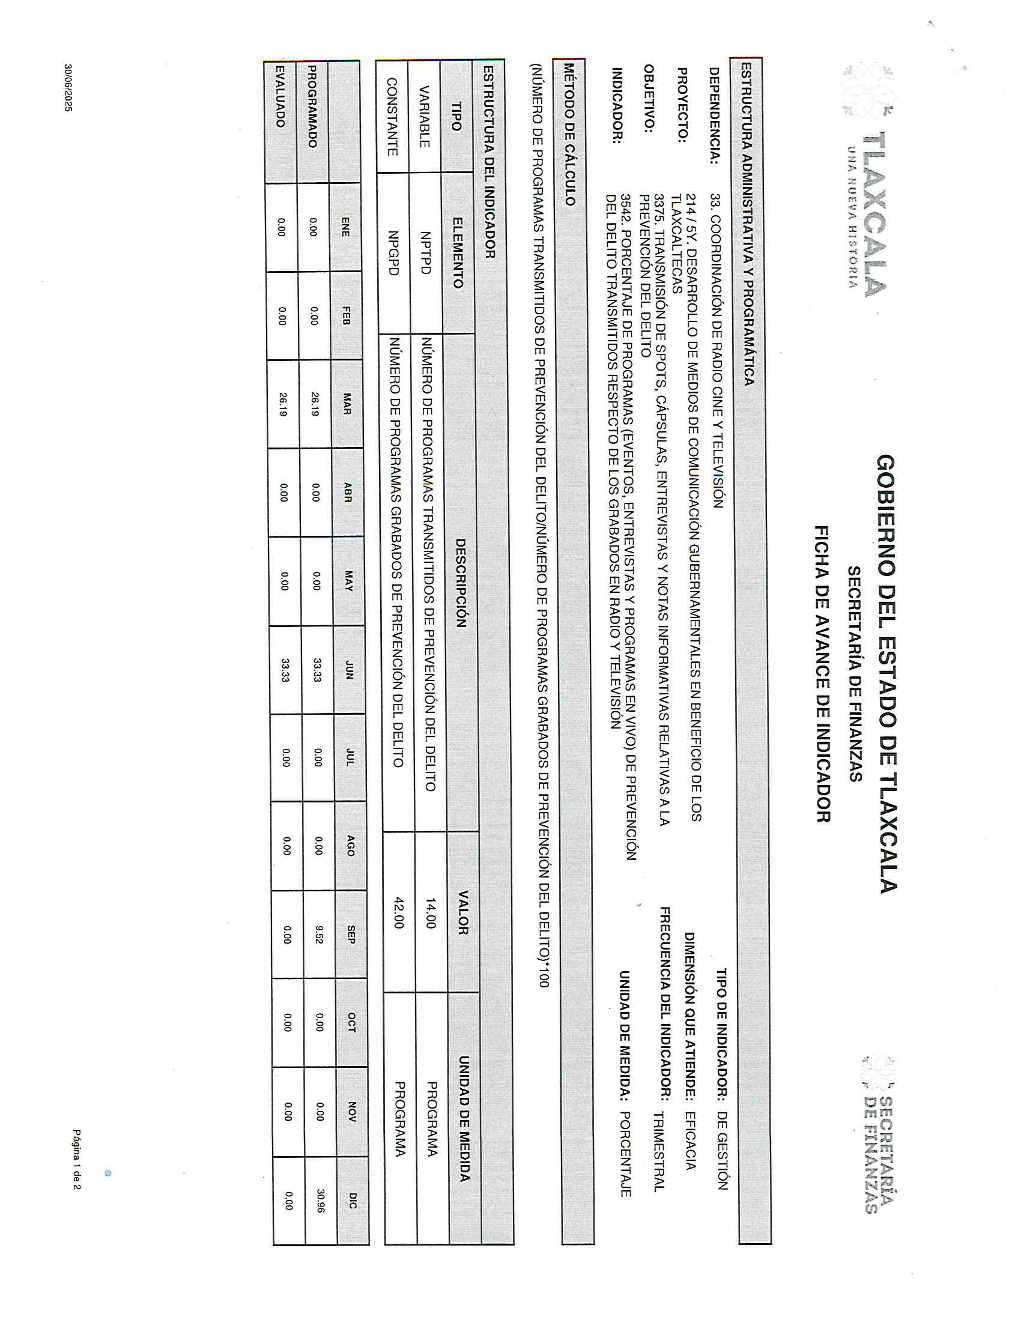 TLAXCALA
UNA NUEVA HISTORIA
GOBIERNO DEL ESTADO DE TLAXCALA
SECRETARÍA DE FINANZAS
FICHA DE AVANCE DE INDICADOR
SECRETARÍA
DE FINANZAS
ESTRUCTURA ADMINISTRATIVA Y PROGRAMÁTICA
DEPENDENCIA: 33. COORDINACIÓN DE RADIO CINE Y TELEVISIÓN
TIPO DE INDICADOR: DE GESTIÓN
PROYECTO: 214 / 5Y. DESARROLLO DE MEDIOS DE COMUNICACIÓN GUBERNAMENTALES EN BENEFICIO DE LOS
TLAXCALTECAS
DIMENSIÓN QUE ATIENDE: EFICACIA
OBJETIVO: 3375. TRANSMISIÓN DE SPOTS, CÁPSULAS, ENTREVISTAS Y NOTAS INFORMATIVAS RELATIVAS A LA
PREVENCIÓN DEL DELITO
FRECUENCIA DEL INDICADOR: TRIMESTRAL
INDICADOR: 3542. PORCENTAJE DE PROGRAMAS (EVENTOS, ENTREVISTAS Y PROGRAMAS EN VIVO) DE PREVENCIÓN
DEL DELITO TRANSMITIDOS RESPECTO DE LOS GRABADOS EN RADIO Y TELEVISIÓN
UNIDAD DE MEDIDA: PORCENTAJE
MÉTODO DE CÁLCULO
(NÚMERO DE PROGRAMAS TRANSMITIDOS DE PREVENCIÓN DEL DELITO/NÚMERO DE PROGRAMAS GRABADOS DE PREVENCIÓN DEL DELITO)*100
ESTRUCTURA DEL INDICADOR
TIPO ELEMENTO DESCRIPCIÓN VALOR UNIDAD DE MEDIDA
VARIABLE NPTPD NÚMERO DE PROGRAMAS TRANSMITIDOS DE PREVENCIÓN DEL DELITO 14.00 PROGRAMA
CONSTANTE NPGPD NÚMERO DE PROGRAMAS GRABADOS DE PREVENCIÓN DEL DELITO 42.00 PROGRAMA
ENE FEB MAR ABR MAY JUN JUL AGO SEP OCT NOV DIC
PROGRAMADO 0.00 0.00 26.19 0.00 0.00 33.33 0.00 0.00 9.52 0.00 0.00 30.96
EVALUADO 0.00 0.00 26.19 0.00 0.00 33.33 0.00 0.00 0.00 0.00 0.00 0.00
30/06/2025
Página 1 de 2